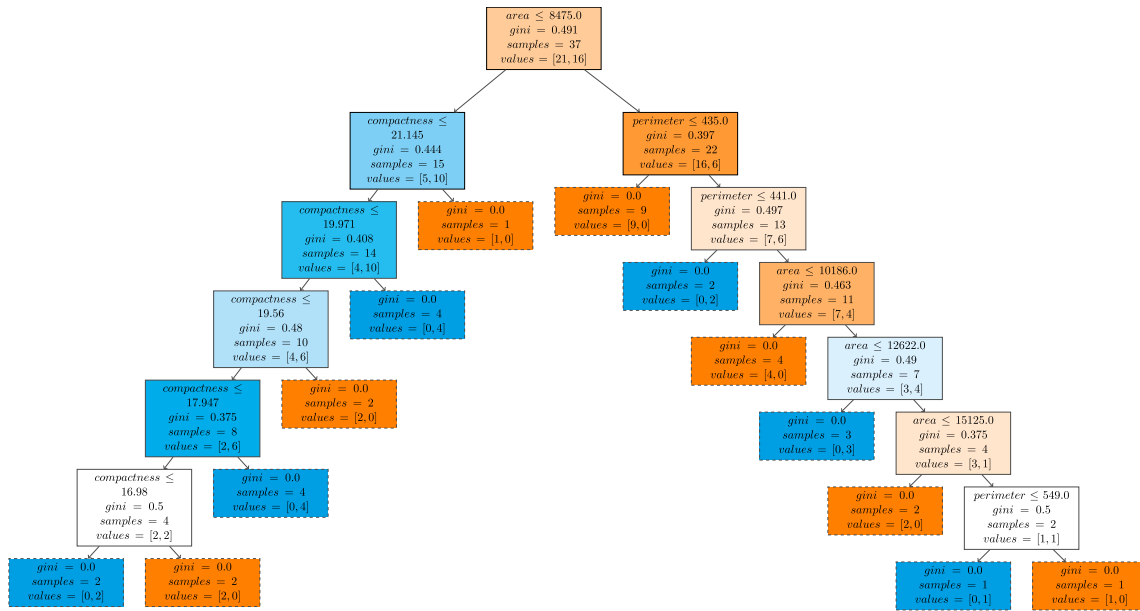 area ≤ 8475.0
gini = 0.491
samples = 37
values = [21, 16]
compactness ≤
21.145
gini = 0.444
samples = 15
values = [5, 10]
perimeter ≤ 435.0
gini = 0.397
samples = 22
values = [16, 6]
compactness ≤
19.971
gini = 0.408
samples = 14
values = [4, 10]
gini = 0.0
samples = 1
values = [1, 0]
gini = 0.0
samples = 9
values = [9, 0]
perimeter ≤ 441.0
gini = 0.497
samples = 13
values = [7, 6]
compactness ≤
19.56
gini = 0.48
samples = 10
values = [4, 6]
gini = 0.0
samples = 4
values = [0, 4]
gini = 0.0
samples = 2
values = [0, 2]
area ≤ 10186.0
gini = 0.463
samples = 11
values = [7, 4]
compactness ≤
17.947
gini = 0.375
samples = 8
values = [2, 6]
gini = 0.0
samples = 2
values = [2, 0]
gini = 0.0
samples = 4
values = [4, 0]
area ≤ 12622.0
gini = 0.49
samples = 7
values = [3, 4]
compactness ≤
16.98
gini = 0.5
samples = 4
values = [2, 2]
gini = 0.0
samples = 4
values = [0, 4]
gini = 0.0
samples = 3
values = [0, 3]
area ≤ 15125.0
gini = 0.375
samples = 4
values = [3, 1]
gini = 0.0
samples = 2
values = [0, 2]
gini = 0.0
samples = 2
values = [2, 0]
gini = 0.0
samples = 2
values = [2, 0]
perimeter ≤ 549.0
gini = 0.5
samples = 2
values = [1, 1]
gini = 0.0
samples = 1
values = [0, 1]
gini = 0.0
samples = 1
values = [1, 0]